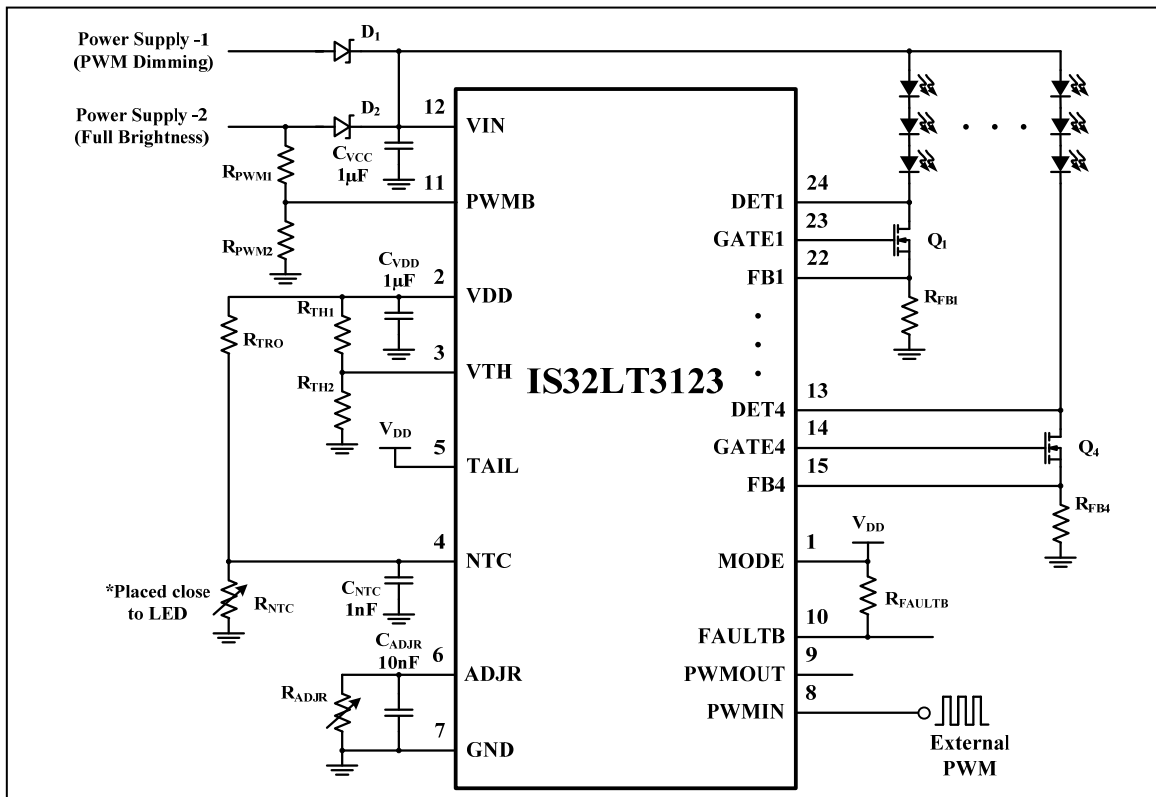 Power Supply -1
(PWM Dimming)
D1
Power Supply -2
(Full Brightness)
D2
12
VIN
CVCC
1µF
RPWM1
11
PWMB
RPWM2
CVDD
1µF
2
VDD
RTH1
RTRO
3
VTH
RTH2
VDD
5
TAIL
4
NTC
*Placed close
to LED
RNTC
CNTC
1nF
CADJR
10nF
6
ADJR
RADJR
7
GND
IS32LT3123
24
DET1
23
GATE1
Q1
22
FB1
RFB1
13
DET4
14
GATE4
Q4
15
FB4
RFB4
VDD
1
MODE
RFAULTB
10
FAULTB
9
PWMOUT
8
PWMIN
External
PWM